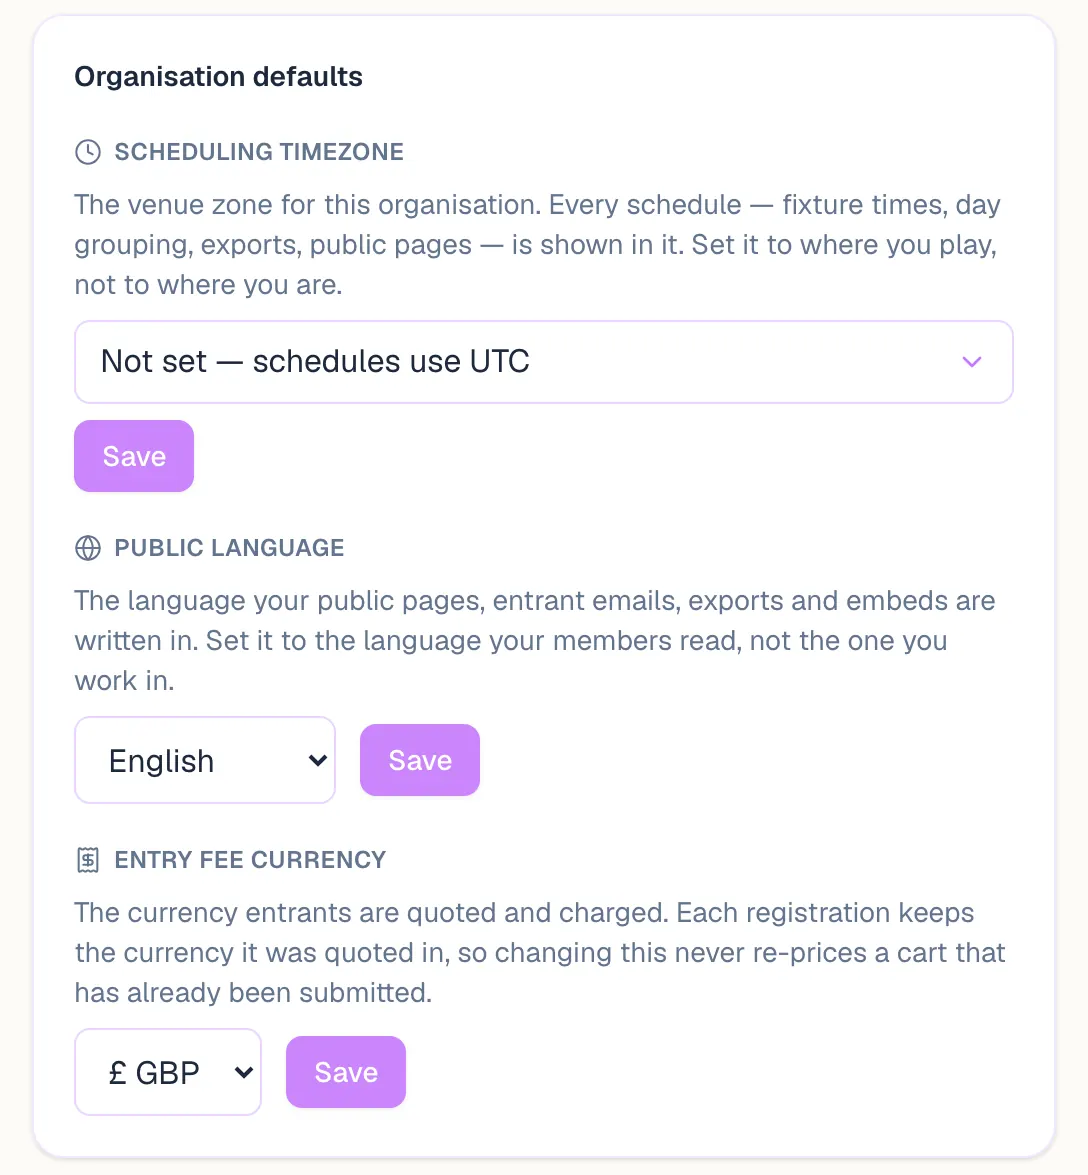 Organisation defaults
SCHEDULING TIMEZONE
The venue zone for this organisation. Every schedule — fixture times, day
grouping, exports, public pages — is shown in it. Set it to where you play,
not to where you are.
Not set — schedules use UTC
Save
PUBLIC LANGUAGE
The language your public pages, entrant emails, exports and embeds are
written in. Set it to the language your members read, not the one you
work in.
English
Save
ENTRY FEE CURRENCY
The currency entrants are quoted and charged. Each registration keeps
the currency it was quoted in, so changing this never re-prices a cart that
has already been submitted.
£ GBP
Save